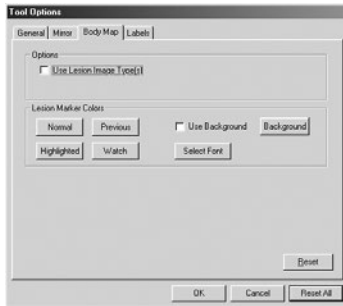 Tool Options
General Mirror Body Map Labels
Options
Use Lesion Image Type(s)
Lesion Marker Colors
Normal Previous Use Background Background
Highlighted Watch Select Font
Reset
OK Cancel Reset All